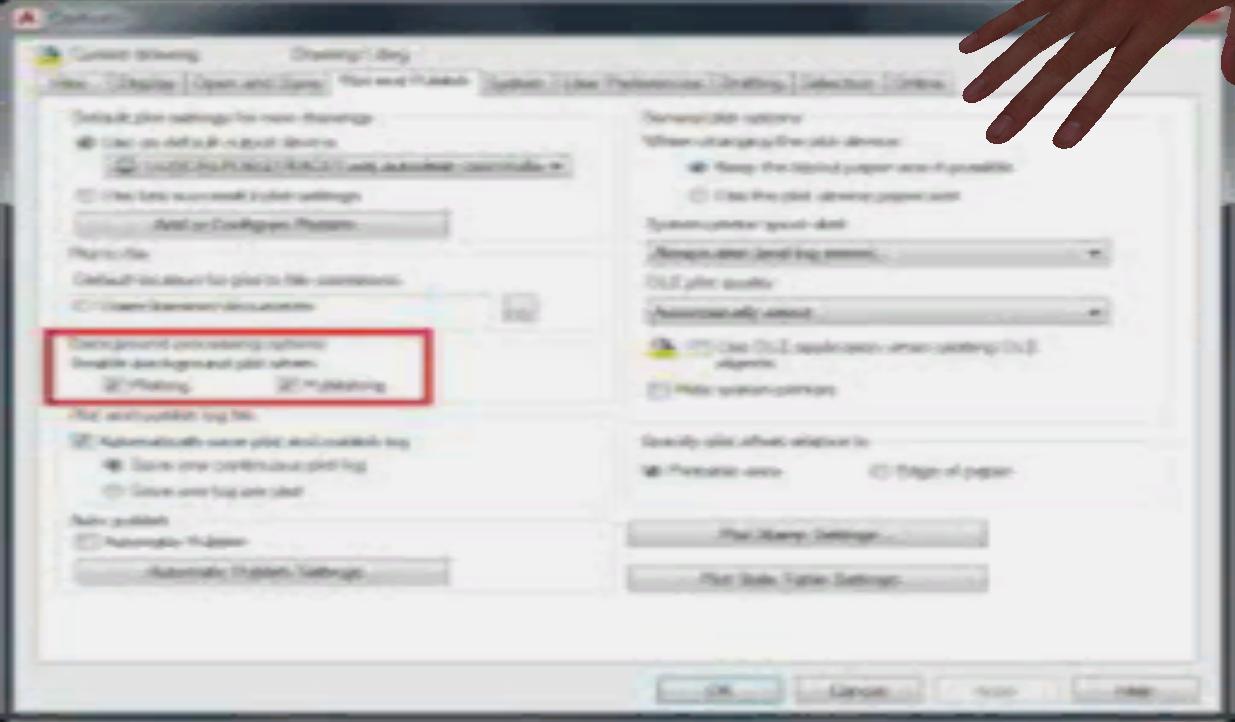 Options
Current drawing: Drawing1.dwg
Display Open and Save Plot and Publish System User Preferences Drafting Selection Online
Default plot settings for new drawings
Use as default output device
Use last successful plot settings
Add or Configure Plotters
Plot to file
Default location for plot to file operations:
Background processing options
Enable background plot when:
Plotting Publishing
Plot and publish log file
Automatically save plot and publish log
Save one continuous plot log
Save one log per plot
Auto publish
Automatic Publish
Automatic Publish Settings
General plot options
When changing the plot device:
Keep the layout paper size if possible
Use the plot device paper size
System printer spool alert:
Always alert (and log errors)
OLE plot quality:
Automatically select
Use OLE application when plotting OLE
objects
Hide system printers
Specify plot offset relative to
Printable area Edge of paper
Plot Stamp Settings...
Plot Style Table Settings
OK Cancel Apply Help